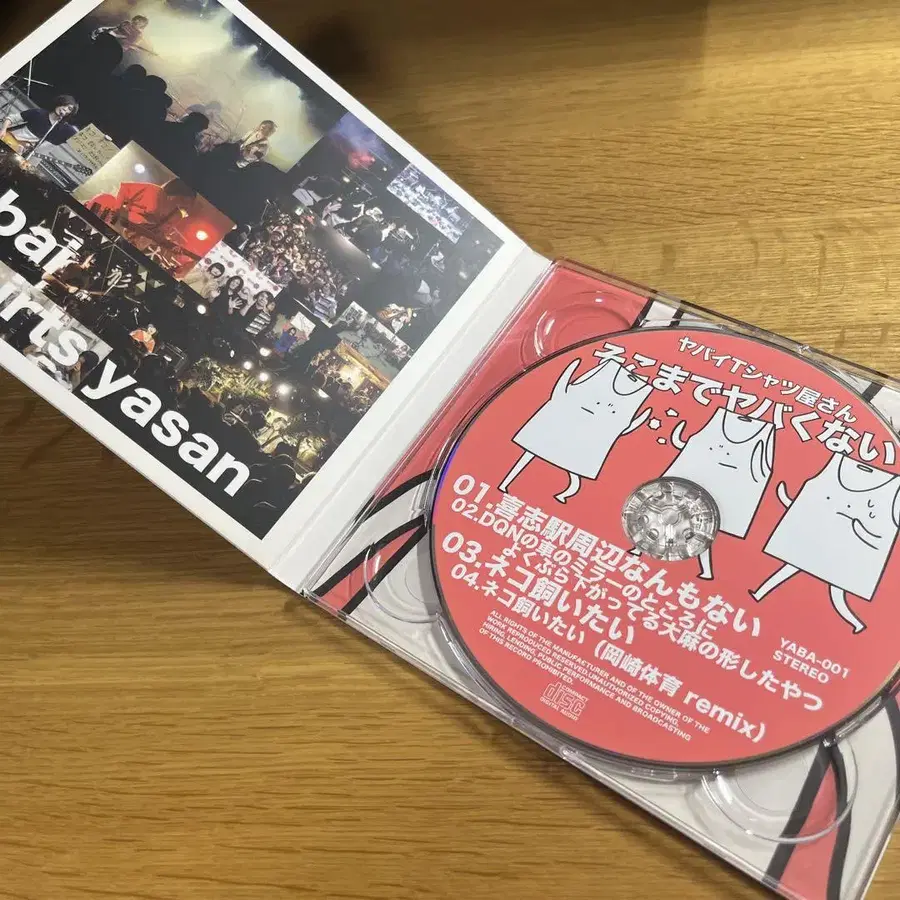 bai
irts yasan
ヤバイTシャツ屋さん
そこまでヤバくない
01.喜志駅周辺なんもない
02.DQNの車のミラーのところに
よくぶら下がってる大麻の形したやつ
03.ネコ飼いたい
04.ネコ飼いたい (岡崎体育 remix)
YABA-001
STEREO
ALL RIGHTS OF THE MANUFACTURER AND OF THE OWNER OF THE
WORK REPRODUCED RESERVED.UNAUTHORIZED COPYING,
HIRING, LENDING, PUBLIC PERFORMANCE AND BROADCASTING
OF THIS RECORD PROHIBITED.
COMPACT
disc
DIGITAL AUDIO